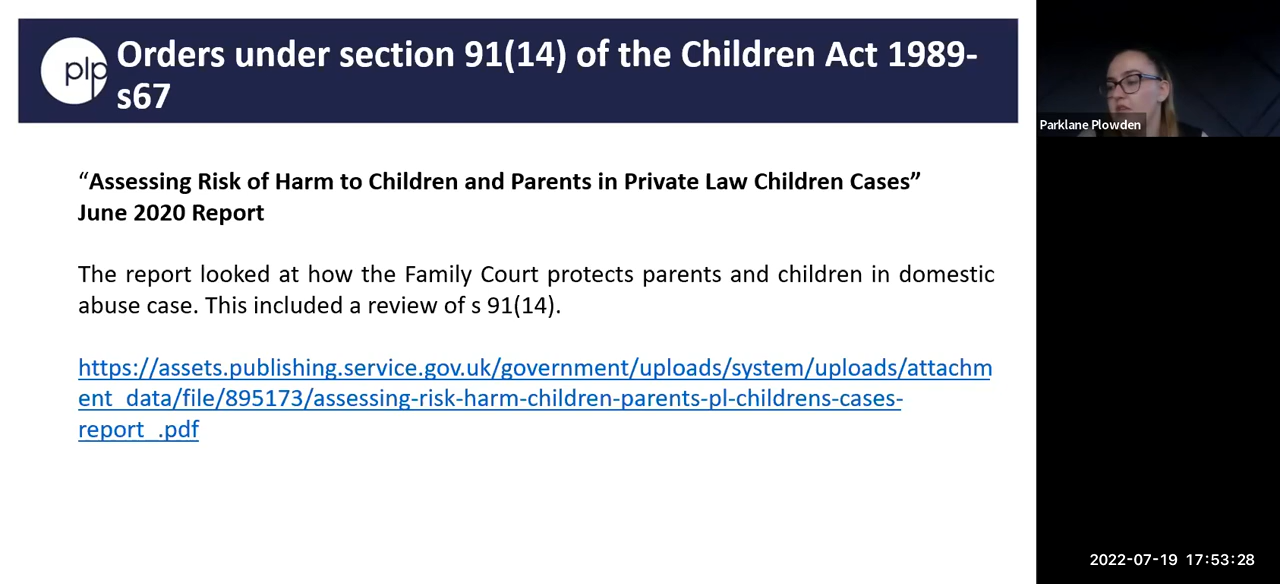 plp
Orders under section 91(14) of the Children Act 1989-
s67
Parklane Plowden
“Assessing Risk of Harm to Children and Parents in Private Law Children Cases”
June 2020 Report
The report looked at how the Family Court protects parents and children in domestic
abuse case. This included a review of s 91(14).
https://assets.publishing.service.gov.uk/government/uploads/system/uploads/attachm
ent_data/file/895173/assessing-risk-harm-children-parents-pl-childrens-cases-
report_.pdf
2022-07-19 17:53:28